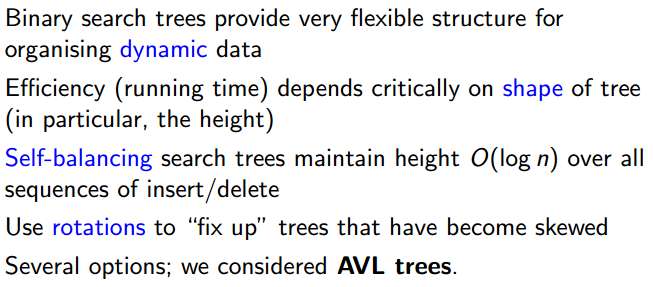 Binary search trees provide very flexible structure for
organising dynamic data
Efficiency (running time) depends critically on shape of tree
(in particular, the height)
Self-balancing search trees maintain height O(log n) over all
sequences of insert/delete
Use rotations to “fix up” trees that have become skewed
Several options; we considered AVL trees.